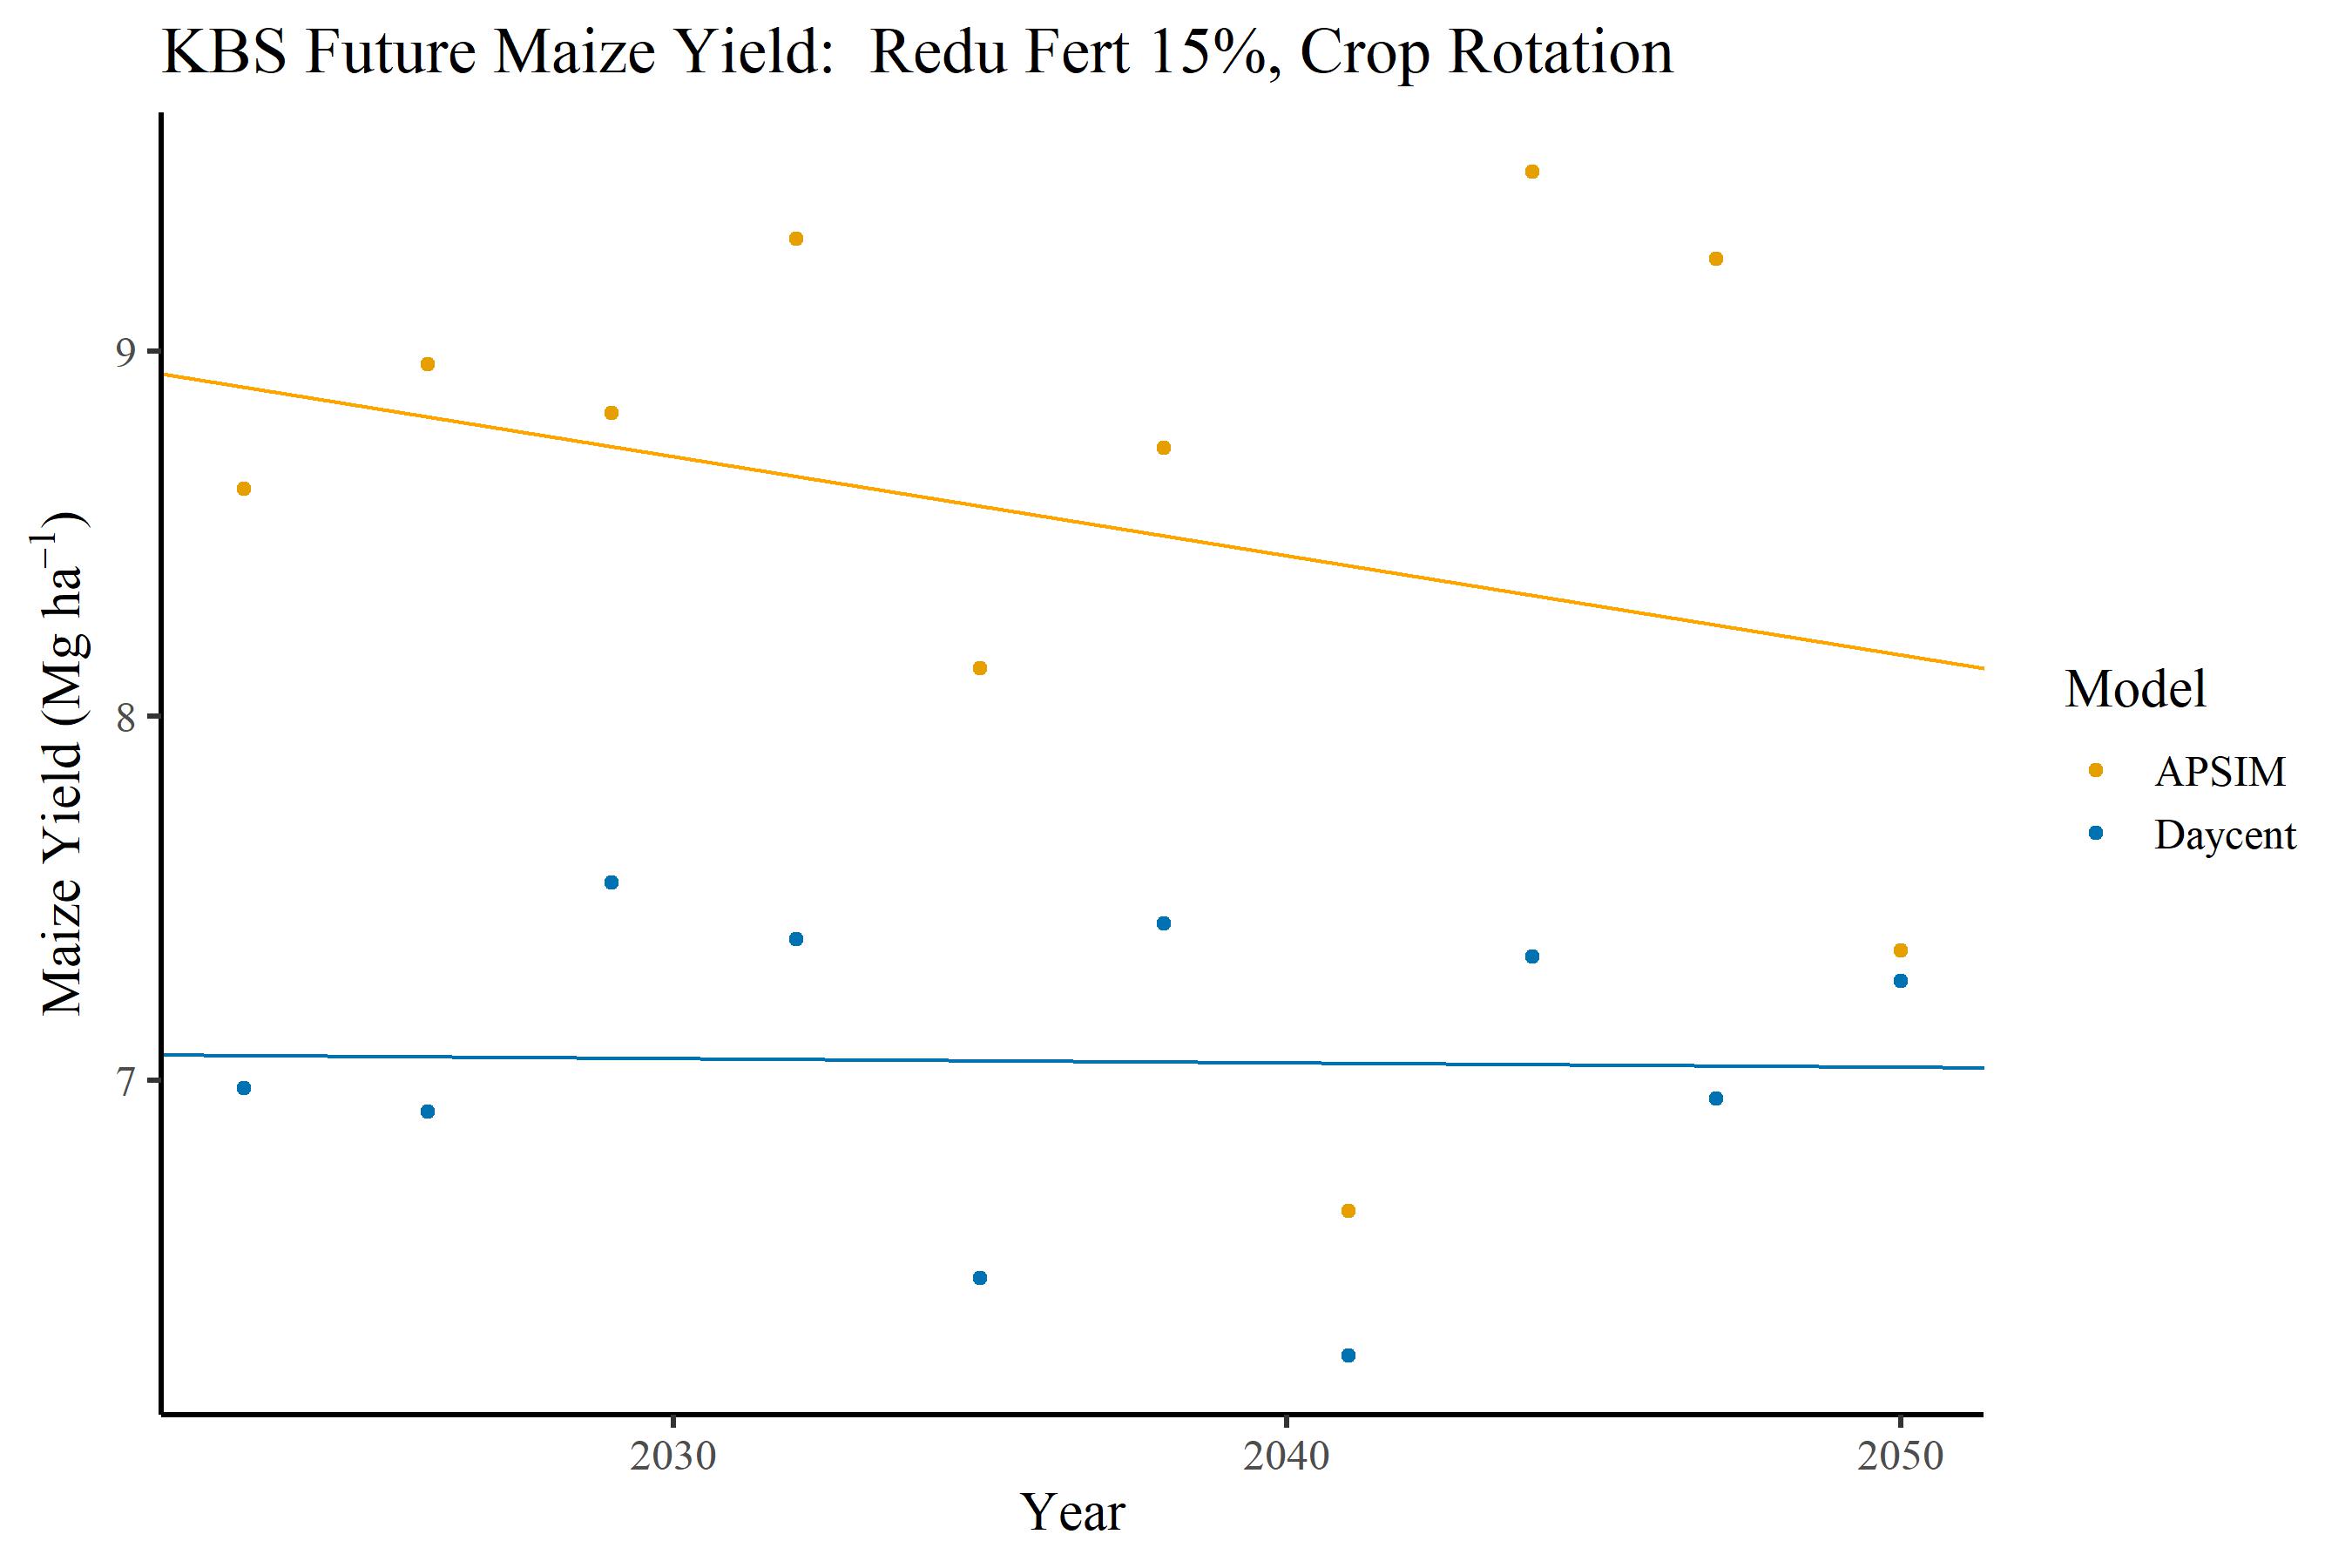 KBS Future Maize Yield:  Redu Fert 15%, Crop Rotation
Maize Yield (Mg ha⁻¹)
9
8
7
2030
2040
2050
Year
Model
APSIM
Daycent